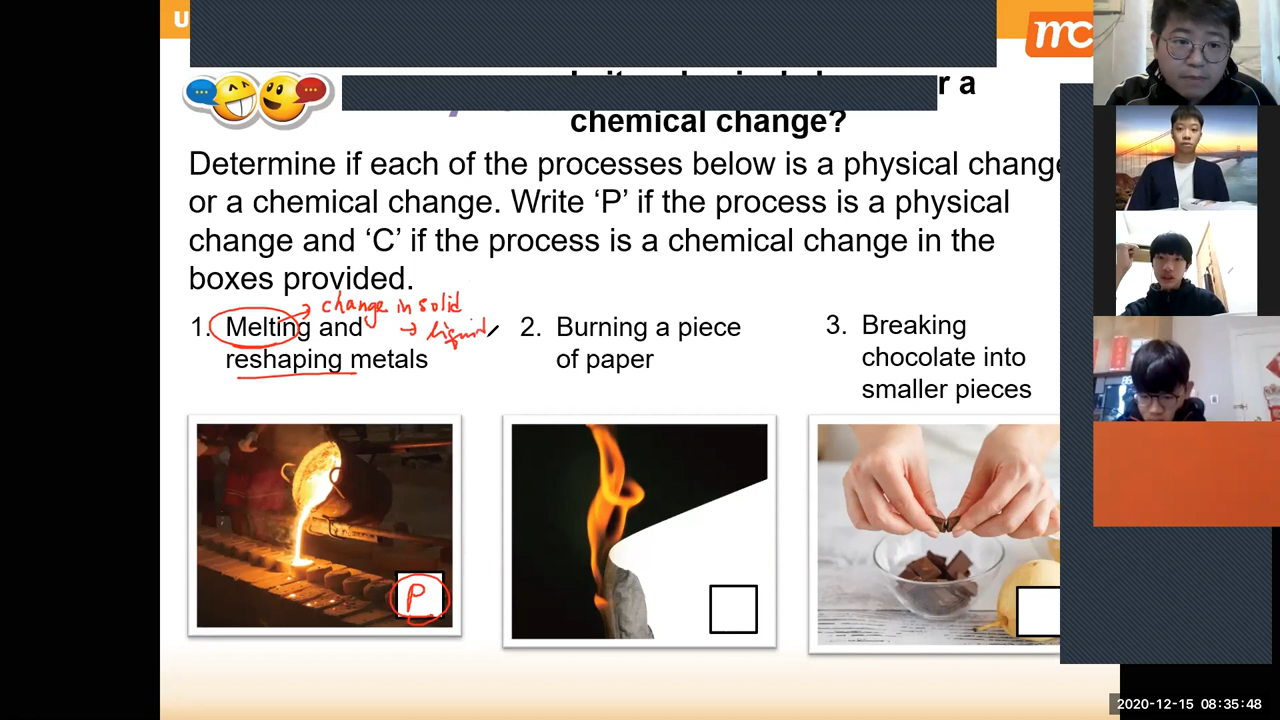 U
mc
r a
chemical change?
Determine if each of the processes below is a physical change
or a chemical change. Write ‘P’ if the process is a physical
change and ‘C’ if the process is a chemical change in the
boxes provided.
change in solid
→ liquid
1. Melting and
reshaping metals
2. Burning a piece
of paper
3. Breaking
chocolate into
smaller pieces
P
2020-12-15 08:35:48